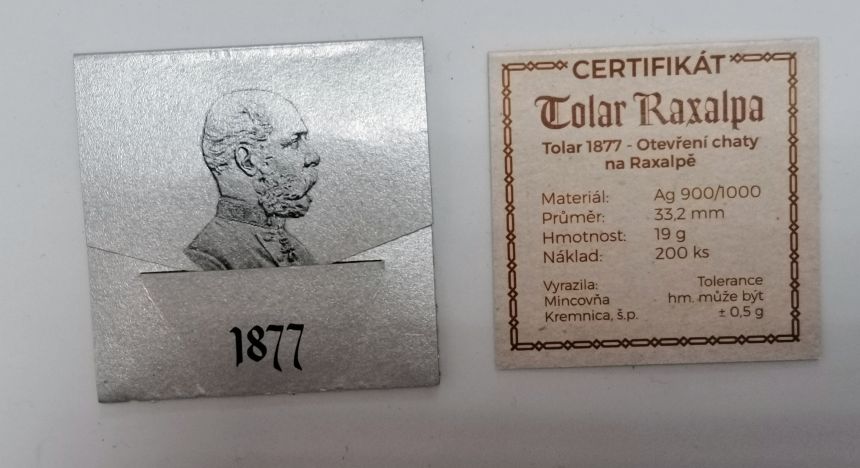 1877
CERTIFIKÁT
Tolar Raxalpa
Tolar 1877 - Otevření chaty
na Raxalpě
Materiál: Ag 900/1000
Průměr: 33,2 mm
Hmotnost: 19 g
Náklad: 200 ks
Vyrazila:
Mincovňa
Kremnica, š.p.
Tolerance
hm. může být
± 0,5 g